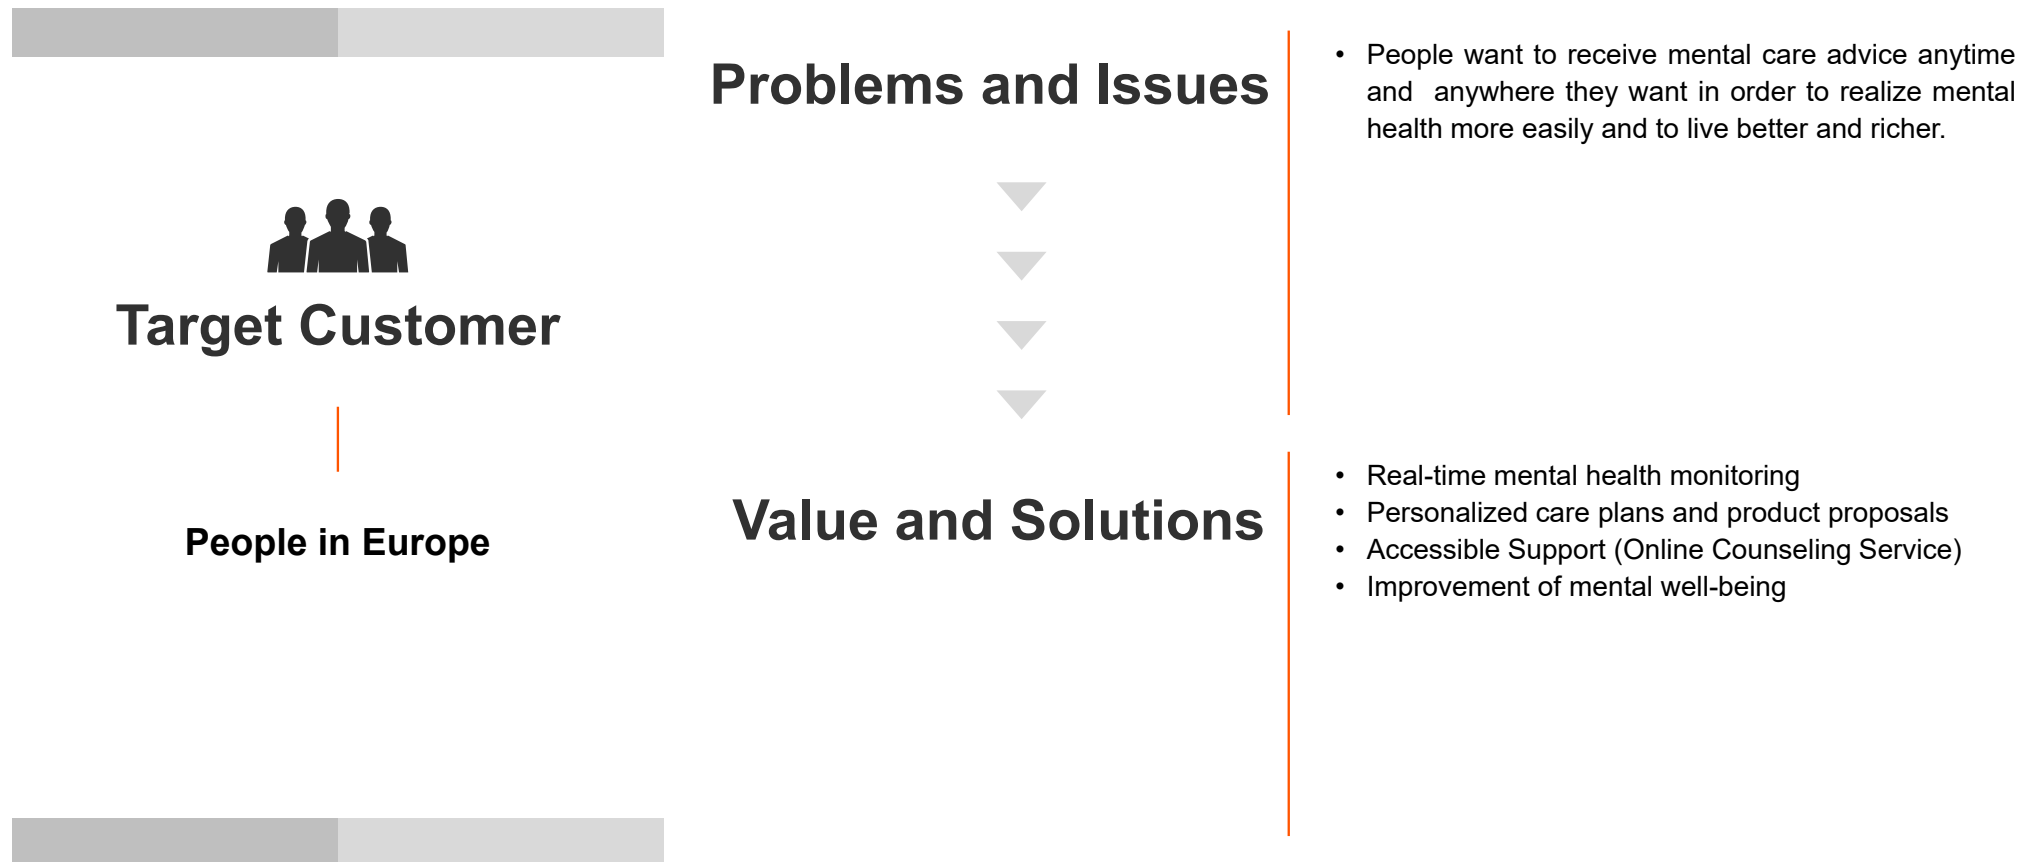 Target Customer
People in Europe
Problems and Issues
• People want to receive mental care advice anytime
and anywhere they want in order to realize mental
health more easily and to live better and richer.
Value and Solutions
• Real-time mental health monitoring
• Personalized care plans and product proposals
• Accessible Support (Online Counseling Service)
• Improvement of mental well-being